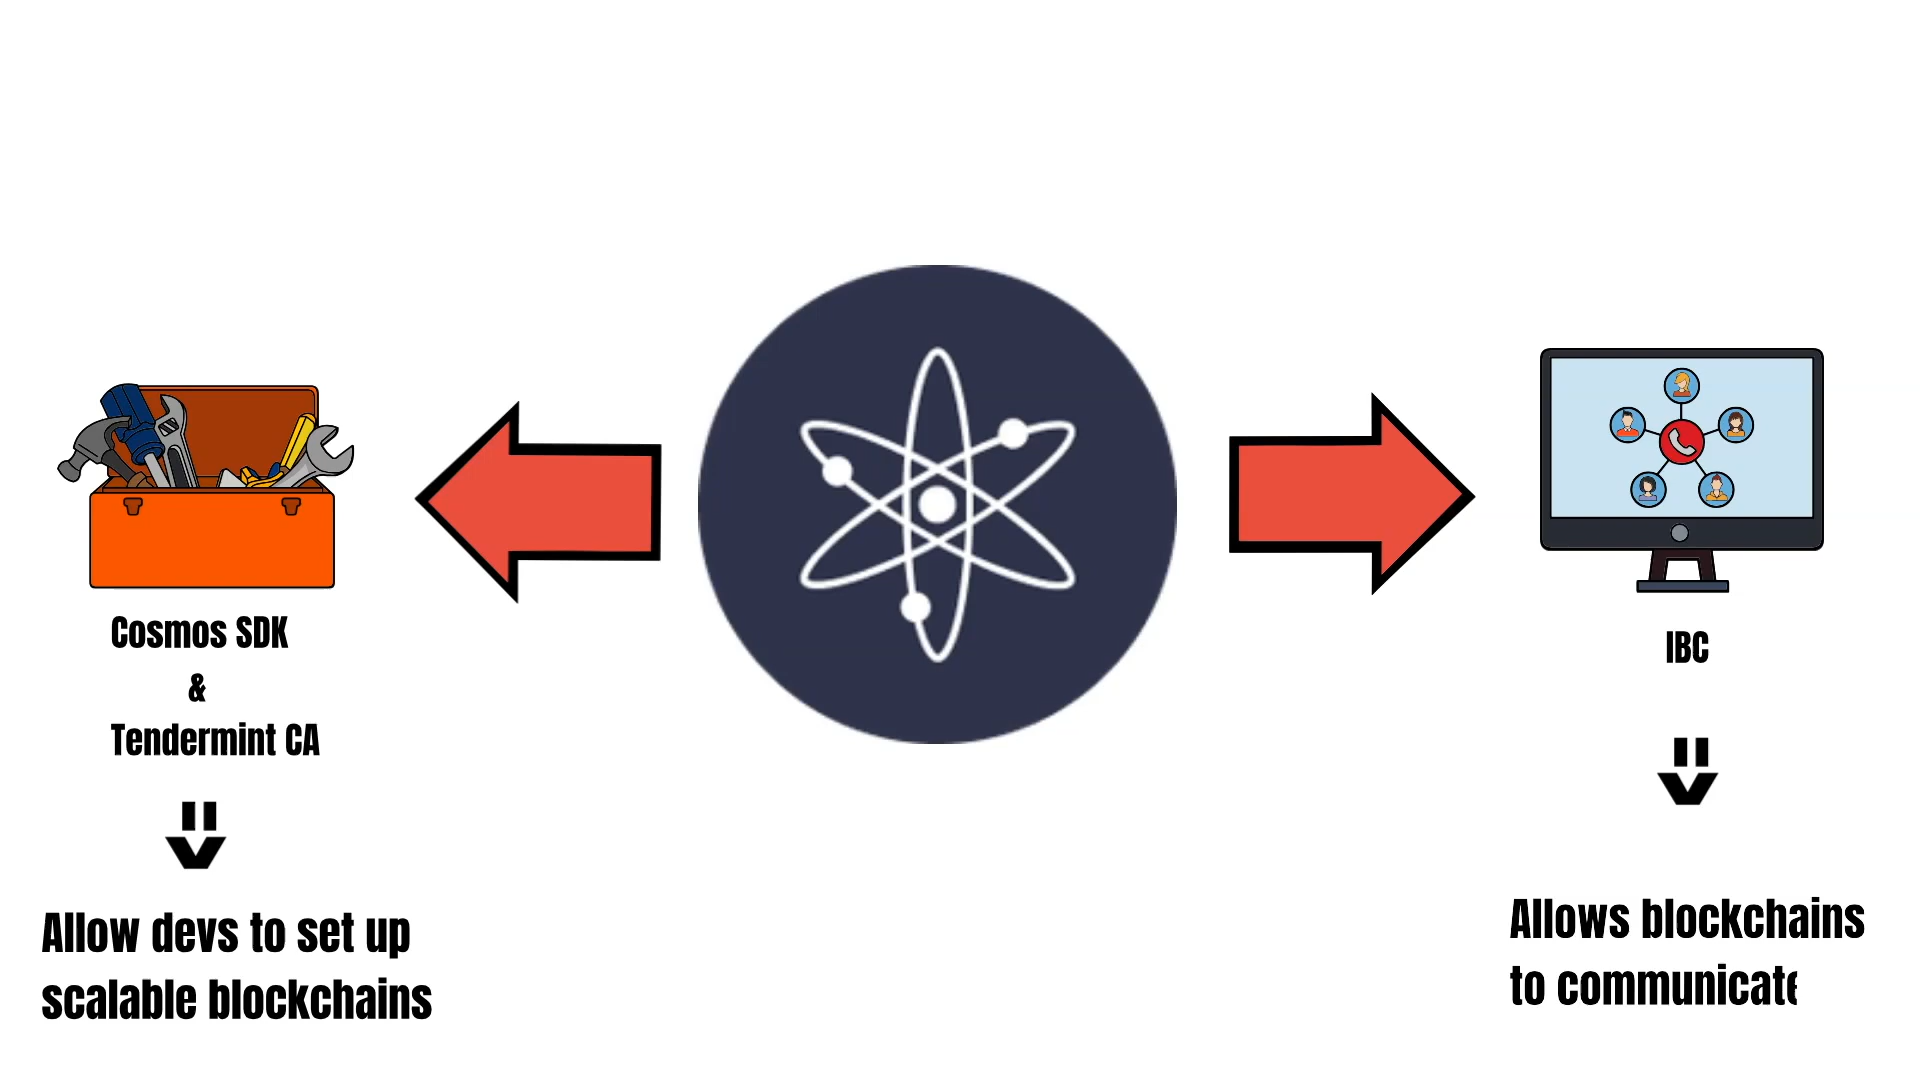 Cosmos SDK
&
Tendermint CA
Allow devs to set up
scalable blockchains
IBC
Allows blockchains
to communicate